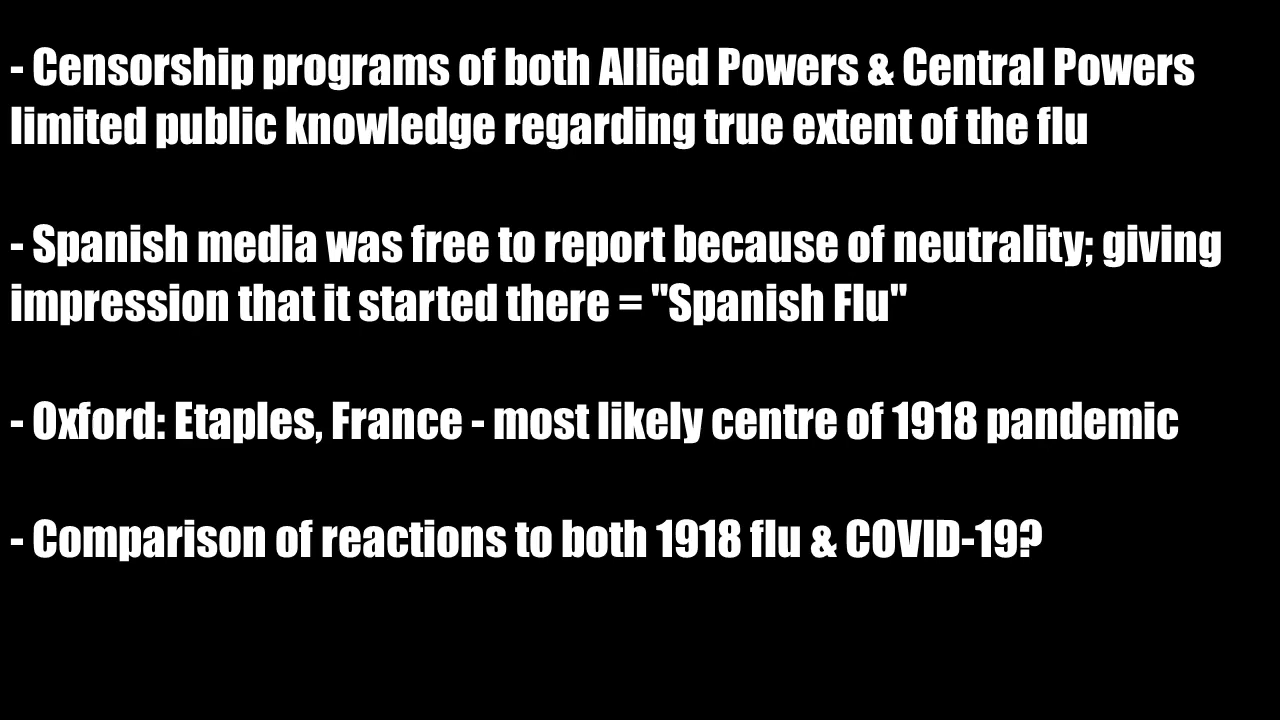 - Censorship programs of both Allied Powers & Central Powers
limited public knowledge regarding true extent of the flu
- Spanish media was free to report because of neutrality; giving
impression that it started there = "Spanish Flu"
- Oxford: Etaples, France - most likely centre of 1918 pandemic
- Comparison of reactions to both 1918 flu & COVID-19?